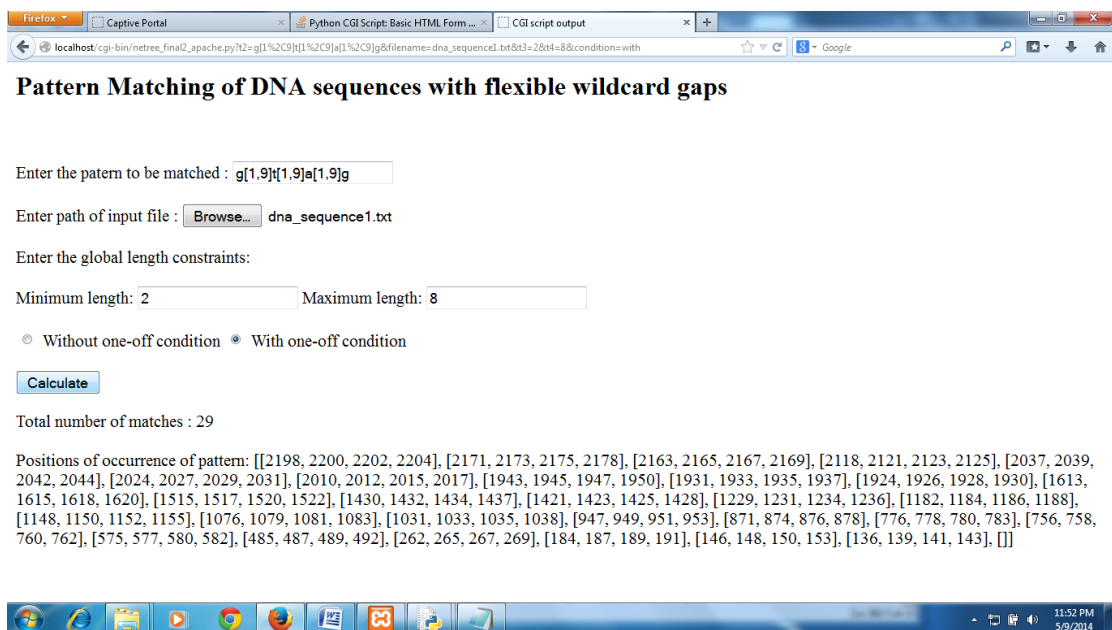 Firefox
Captive Portal
Python CGI Script: Basic HTML Form ...
CGI script output
localhost/cgi-bin/netree_final2_apache.py?t2=g[1%2C9]t[1%2C9]a[1%2C9]g&filename=dna_sequence1.txt&t3=2&t4=8&condition=with
Google
Pattern Matching of DNA sequences with flexible wildcard gaps
Enter the patern to be matched : g[1,9]t[1,9]a[1,9]g
Enter path of input file : Browse... dna_sequence1.txt
Enter the global length constraints:
Minimum length: 2 Maximum length: 8
Without one-off condition With one-off condition
Calculate
Total number of matches : 29
Positions of occurrence of pattern: [[2198, 2200, 2202, 2204], [2171, 2173, 2175, 2178], [2163, 2165, 2167, 2169], [2118, 2121, 2123, 2125], [2037, 2039,
2042, 2044], [2024, 2027, 2029, 2031], [2010, 2012, 2015, 2017], [1943, 1945, 1947, 1950], [1931, 1933, 1935, 1937], [1924, 1926, 1928, 1930], [1613,
1615, 1618, 1620], [1515, 1517, 1520, 1522], [1430, 1432, 1434, 1437], [1421, 1423, 1425, 1428], [1229, 1231, 1234, 1236], [1182, 1184, 1186, 1188],
[1148, 1150, 1152, 1155], [1076, 1079, 1081, 1083], [1031, 1033, 1035, 1038], [947, 949, 951, 953], [871, 874, 876, 878], [776, 778, 780, 783], [756, 758,
760, 762], [575, 577, 580, 582], [485, 487, 489, 492], [262, 265, 267, 269], [184, 187, 189, 191], [146, 148, 150, 153], [136, 139, 141, 143], []]
11:52 PM
5/9/2014